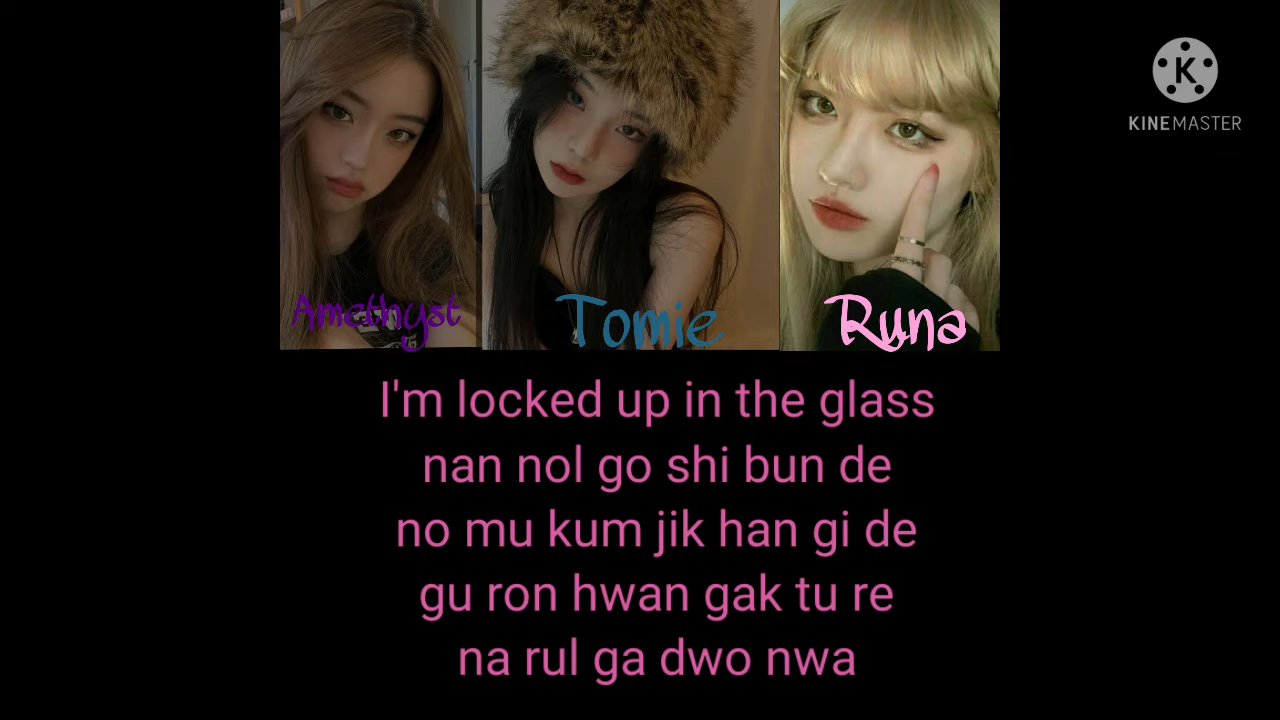 K
KINEMASTER
Amethyst Tomie Runa
I'm locked up in the glass
nan nol go shi bun de
no mu kum jik han gi de
gu ron hwan gak tu re
na rul ga dwo nwa